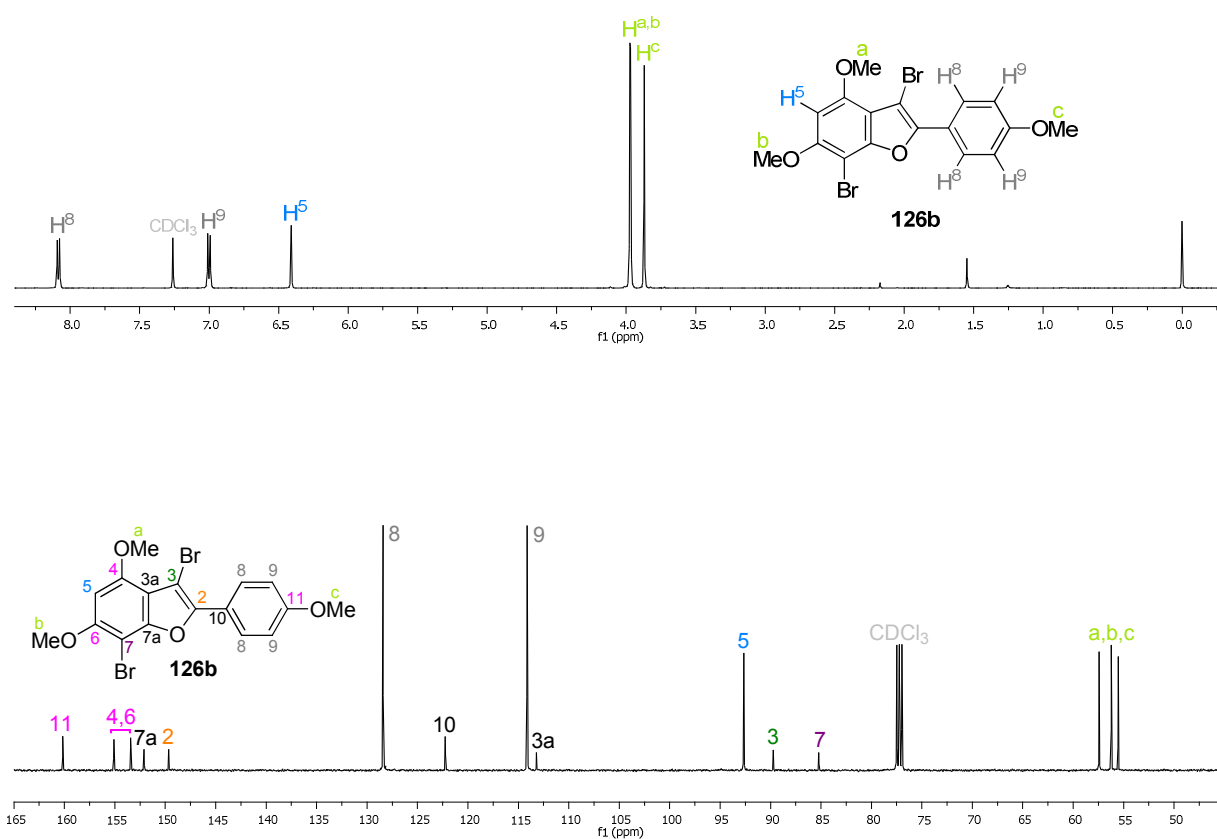 H^a,b
H^c
a
OMe
Br
H^8
H^9
H^5
c
OMe
b
MeO
O
Br
H^8
H^9
126b
H^8
CDCl₃
H^9
H^5
8.0 7.5 7.0 6.5 6.0 5.5 5.0 4.5 4.0 3.5 3.0 2.5 2.0 1.5 1.0 0.5 0.0
f1 (ppm)
a
OMe
Br
8
9
4
3a
3
5
2
11
OMe
c
b
10
MeO
6
7
7a
O
8
9
Br
126b
11
4,6
7a
2
8
10
9
3a
5
3
7
CDCl₃
a,b,c
165 160 155 150 145 140 135 130 125 120 115 110 105 100 95 90 85 80 75 70 65 60 55 50
f1 (ppm)